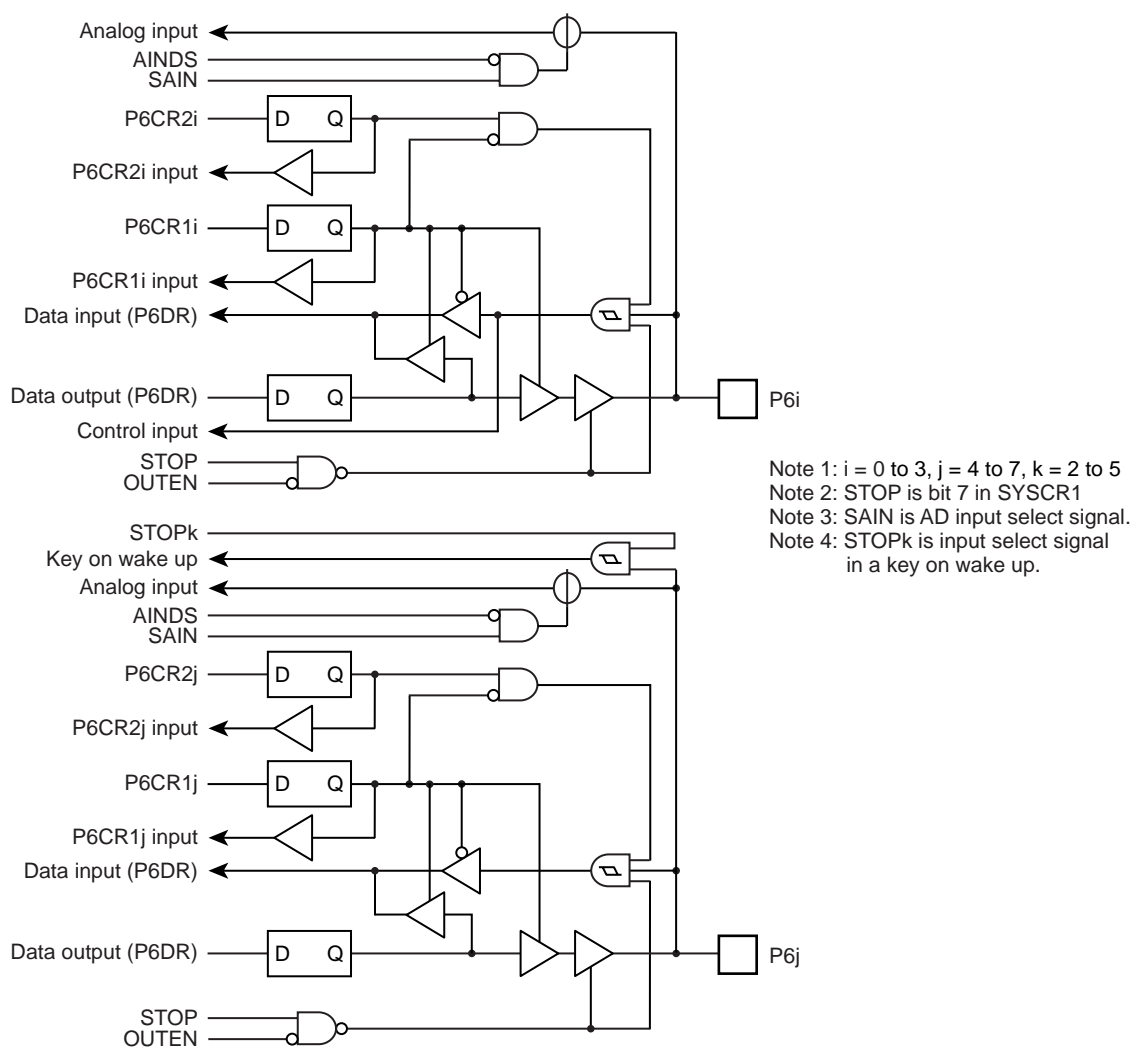 Analog input
AINDS
SAIN
P6CR2i
D Q
P6CR2i input
P6CR1i
D Q
P6CR1i input
Data input (P6DR)
Data output (P6DR)
D Q
P6i
Control input
STOP
OUTEN
Note 1: i = 0 to 3, j = 4 to 7, k = 2 to 5
Note 2: STOP is bit 7 in SYSCR1
Note 3: SAIN is AD input select signal.
Note 4: STOPk is input select signal
in a key on wake up.
STOPk
Key on wake up
Analog input
AINDS
SAIN
P6CR2j
D Q
P6CR2j input
P6CR1j
D Q
P6CR1j input
Data input (P6DR)
Data output (P6DR)
D Q
P6j
STOP
OUTEN